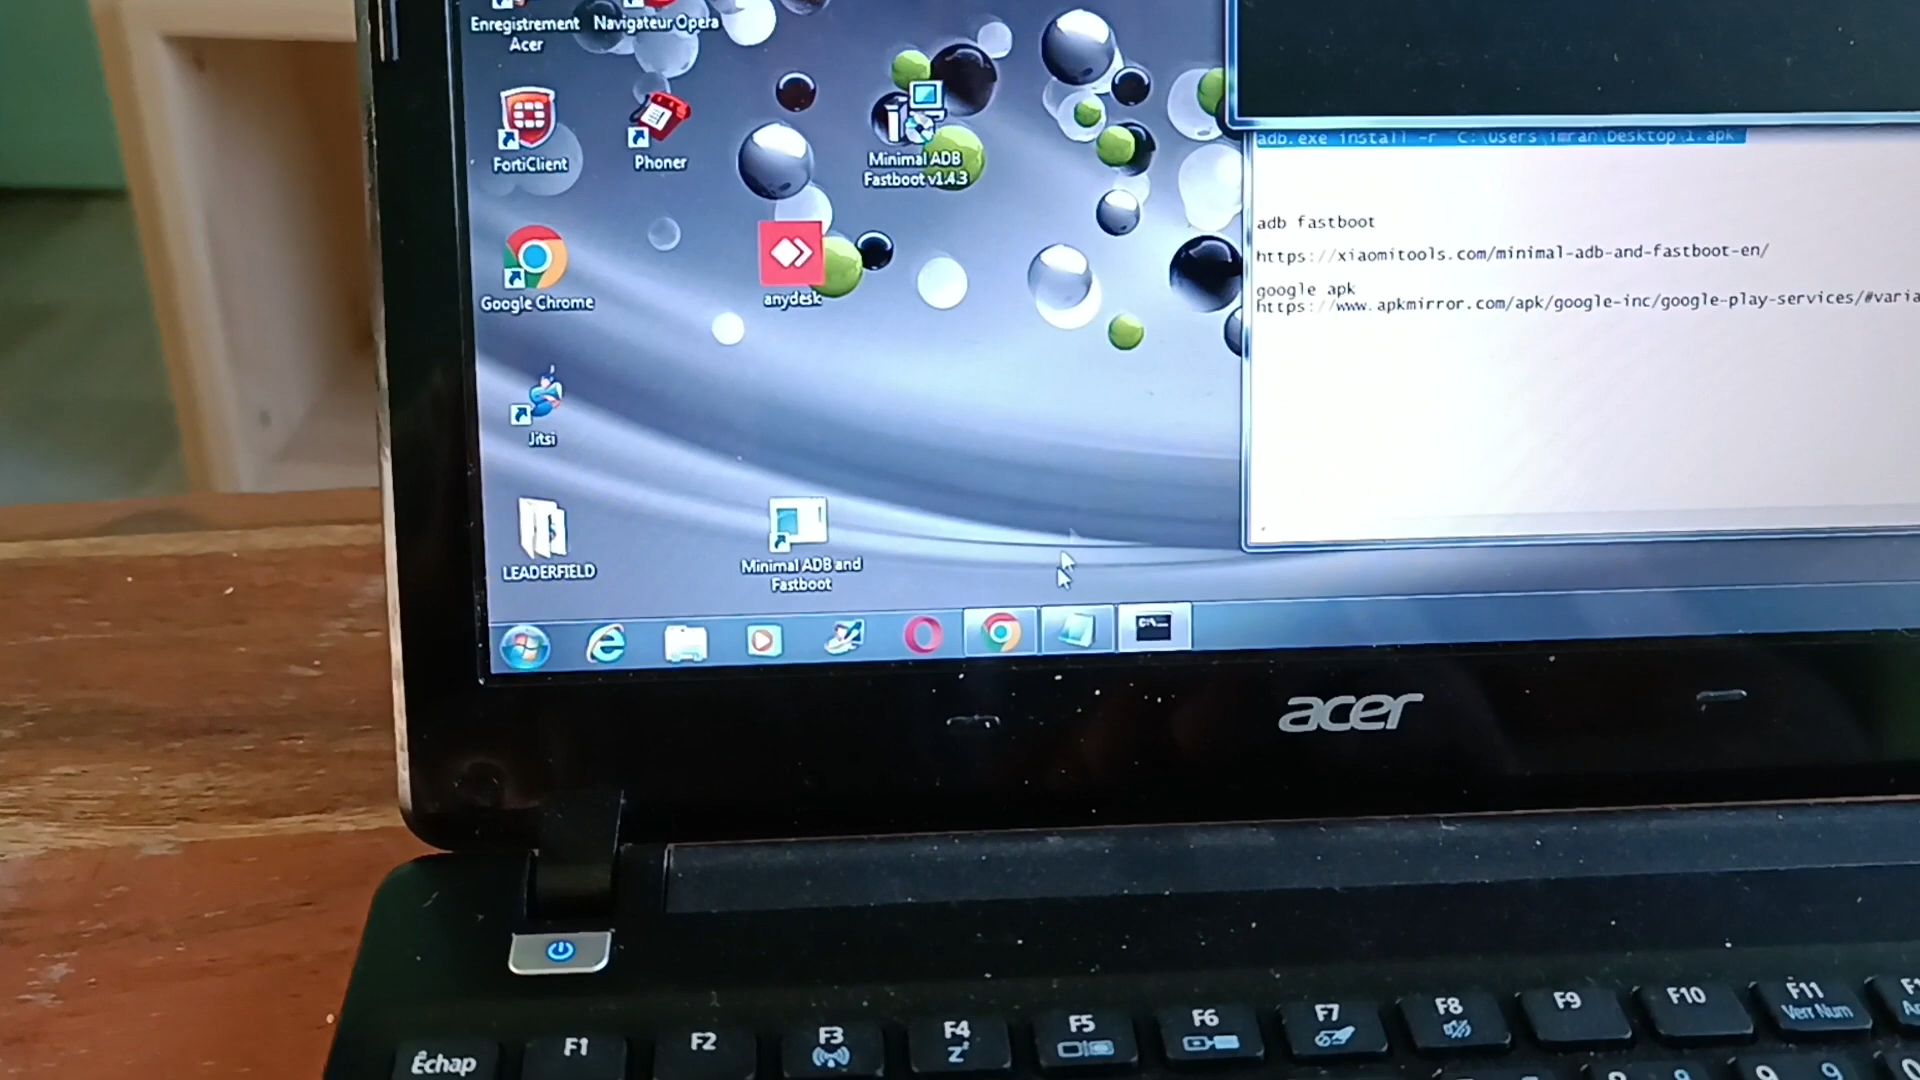 Enregistrement
Acer
Navigateur Opera
FortiClient
Phoner
Minimal ADB
Fastboot v1.4.3
Google Chrome
anydesk
Jitsi
LEADERFIELD
Minimal ADB and
Fastboot
adb.exe install -r C:\Users\imran\Desktop\1.apk
adb fastboot
https://xiaomitools.com/minimal-adb-and-fastboot-en/
google apk
https://www.apkmirror.com/apk/google-inc/google-play-services/#varia
acer
Échap
F1
F2
F3
F4
Z
F5
F6
F7
F8
F9
F10
F11
Verr Num